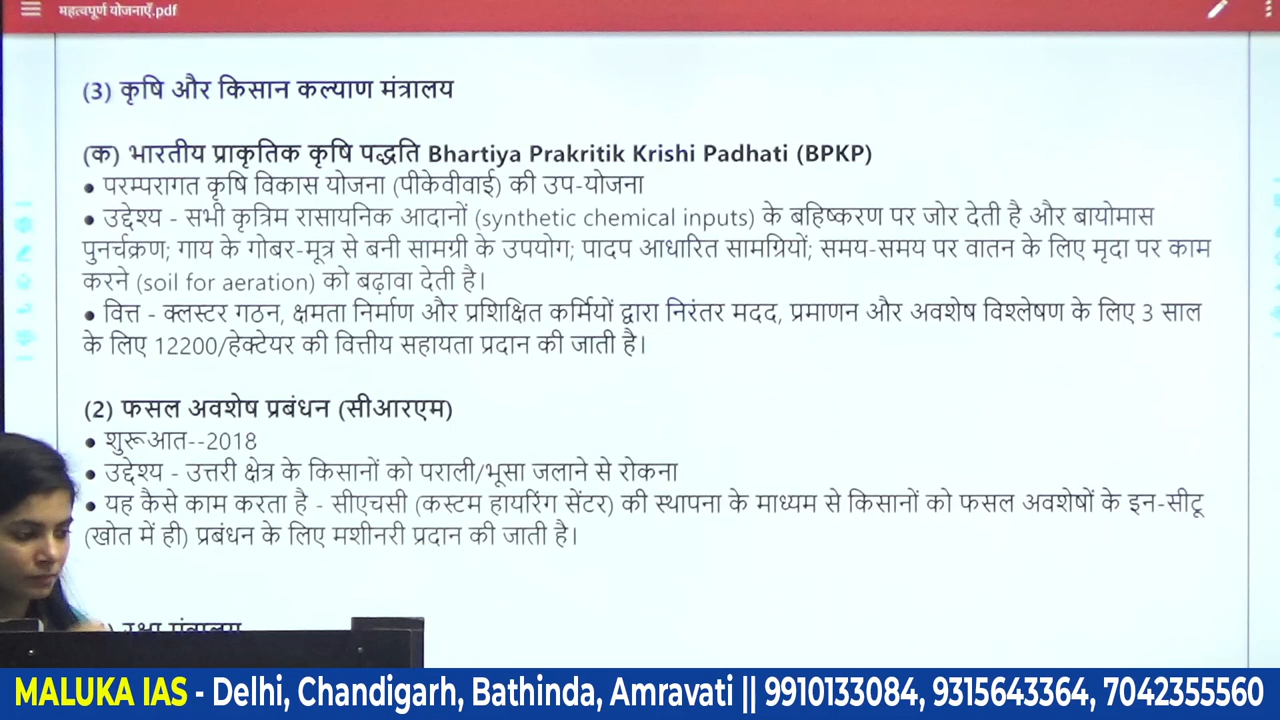 महत्वपूर्ण योजनाएँ.pdf
(3) कृषि और किसान कल्याण मंत्रालय
(क) भारतीय प्राकृतिक कृषि पद्धति Bhartiya Prakritik Krishi Padhati (BPKP)
• परम्परागत कृषि विकास योजना (पीकेवीवाई) की उप-योजना
• उद्देश्य - सभी कृत्रिम रासायनिक आदानों (synthetic chemical inputs) के बहिष्करण पर जोर देती है और बायोमास
पुनर्चक्रण; गाय के गोबर-मूत्र से बनी सामग्री के उपयोग; पादप आधारित सामग्रियों; समय-समय पर वातन के लिए मृदा पर काम
करने (soil for aeration) को बढ़ावा देती है।
• वित्त - क्लस्टर गठन, क्षमता निर्माण और प्रशिक्षित कर्मियों द्वारा निरंतर मदद, प्रमाणन और अवशेष विश्लेषण के लिए 3 साल
के लिए 12200/हेक्टेयर की वित्तीय सहायता प्रदान की जाती है।
(2) फसल अवशेष प्रबंधन (सीआरएम)
• शुरूआत--2018
• उद्देश्य - उत्तरी क्षेत्र के किसानों को पराली/भूसा जलाने से रोकना
• यह कैसे काम करता है - सीएचसी (कस्टम हायरिंग सेंटर) की स्थापना के माध्यम से किसानों को फसल अवशेषों के इन-सीटू
(खोत में ही) प्रबंधन के लिए मशीनरी प्रदान की जाती है।
) रक्षा मंत्रालय
MALUKA IAS - Delhi, Chandigarh, Bathinda, Amravati || 9910133084, 9315643364, 7042355560